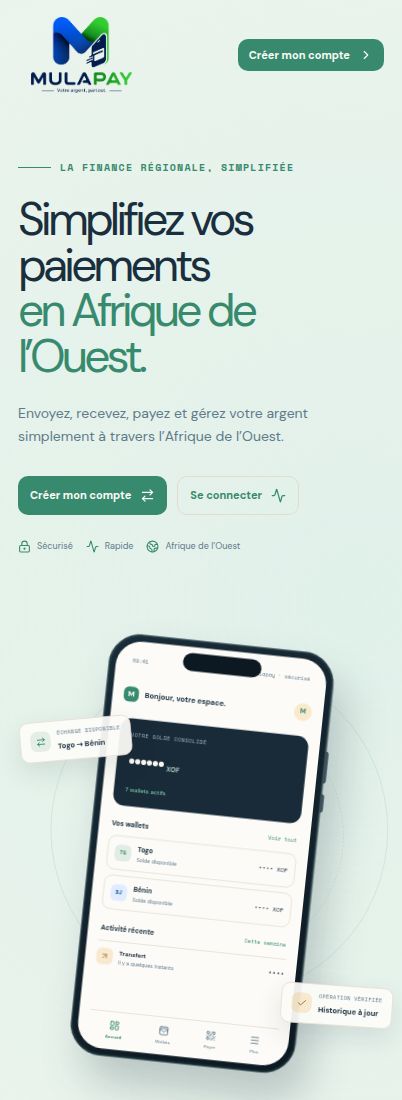 MULAPAY
Votre argent, partout.
Créer mon compte
LA FINANCE RÉGIONALE, SIMPLIFIÉE
Simplifiez vos
paiements
en Afrique de
l’Ouest.
Envoyez, recevez, payez et gérez votre argent
simplement à travers l’Afrique de l’Ouest.
Créer mon compte
Se connecter
Sécurisé
Rapide
Afrique de l'Ouest
sécurisé
M
Bonjour, votre espace.
M
ÉCHANGE DISPONIBLE
Togo → Bénin
VOTRE SOLDE CONSOLIDÉ
●●●●●● XOF
7 wallets actifs
Vos wallets
Voir tout
TG
Togo
Solde disponible
•••• XOF
BJ
Bénin
Solde disponible
•••• XOF
Activité récente
Cette semaine
Transfert
Il y a quelques instants
••••
OPÉRATION VÉRIFIÉE
Historique à jour
Accueil
Wallets
Payer
Plus